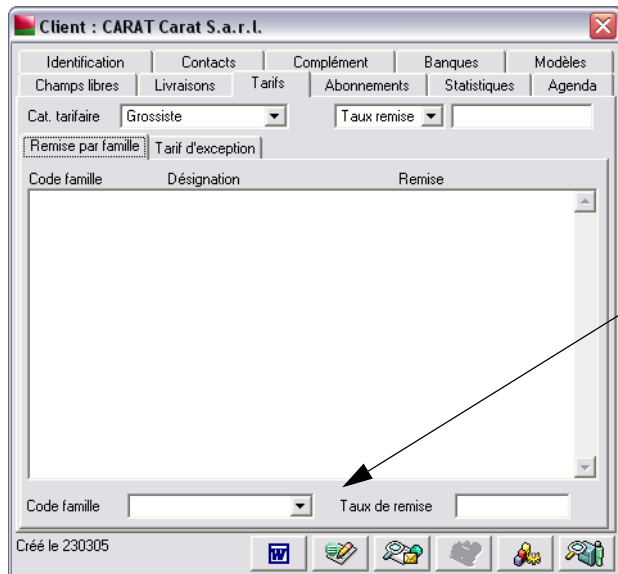 Client : CARAT Carat S.a.r.l.
Identification Contacts Complément Banques Modèles
Champs libres Livraisons Tarifs Abonnements Statistiques Agenda
Cat. tarifaire Grossiste Taux remise
Remise par famille Tarif d'exception
Code famille Désignation Remise
Code famille Taux de remise
Créé le 230305
W